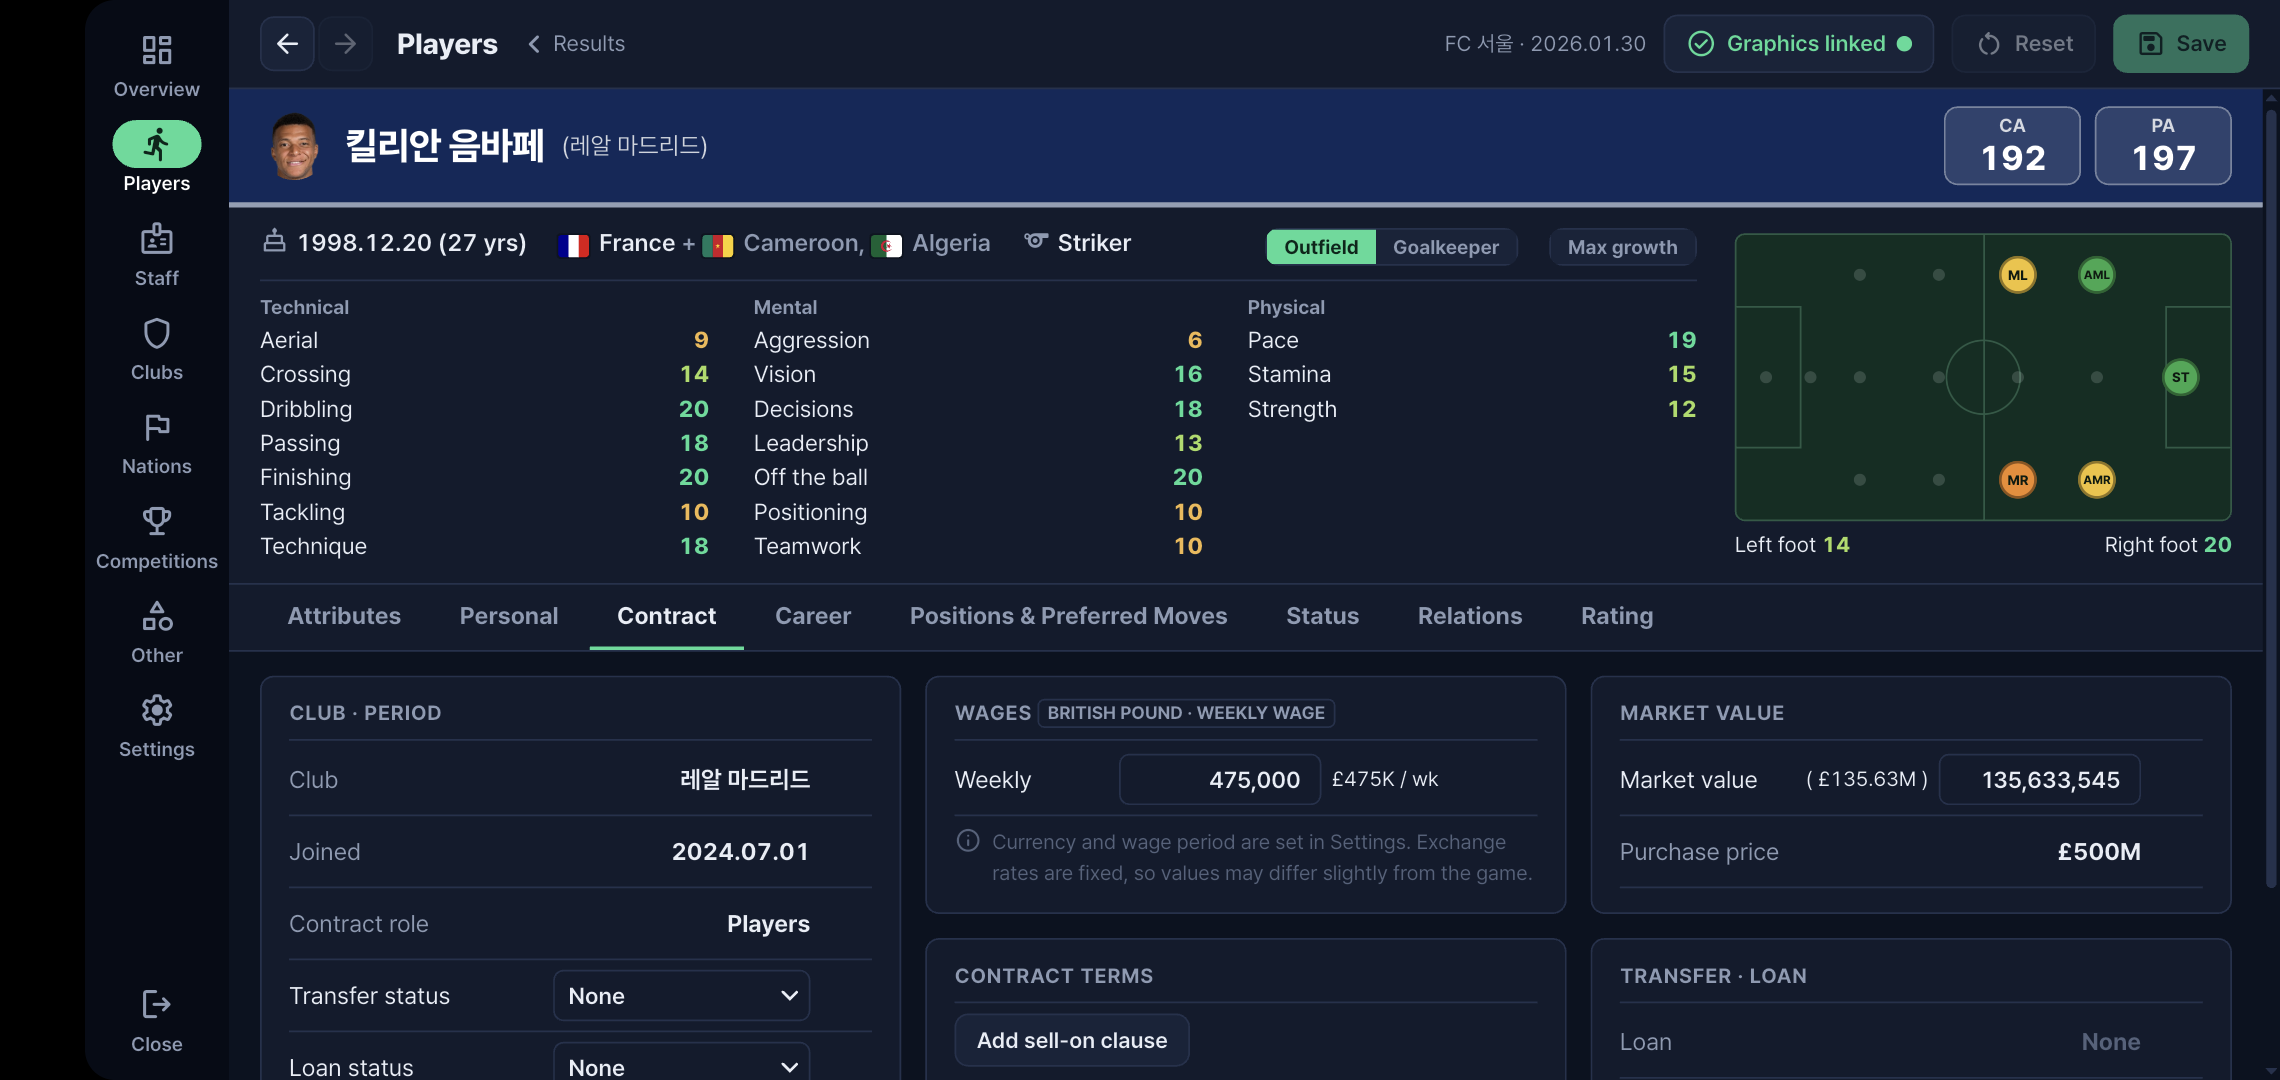 Players
Results
FC 서울 · 2026.01.30
Graphics linked
Reset
Save
Overview
Players
Staff
Clubs
Nations
Competitions
Other
Settings
Close
킬리안 음바페 (레알 마드리드)
CA
192
PA
197
1998.12.20 (27 yrs)
France + Cameroon, Algeria
Striker
Outfield
Goalkeeper
Max growth
Technical
Aerial 9
Crossing 14
Dribbling 20
Passing 18
Finishing 20
Tackling 10
Technique 18
Mental
Aggression 6
Vision 16
Decisions 18
Leadership 13
Off the ball 20
Positioning 10
Teamwork 10
Physical
Pace 19
Stamina 15
Strength 12
ML
AML
ST
MR
AMR
Left foot 14
Right foot 20
Attributes
Personal
Contract
Career
Positions & Preferred Moves
Status
Relations
Rating
CLUB · PERIOD
Club 레알 마드리드
Joined 2024.07.01
Contract role Players
Transfer status None
Loan status None
WAGES BRITISH POUND · WEEKLY WAGE
Weekly 475,000 £475K / wk
Currency and wage period are set in Settings. Exchange
rates are fixed, so values may differ slightly from the game.
CONTRACT TERMS
Add sell-on clause
MARKET VALUE
Market value ( £135.63M ) 135,633,545
Purchase price £500M
TRANSFER · LOAN
Loan None